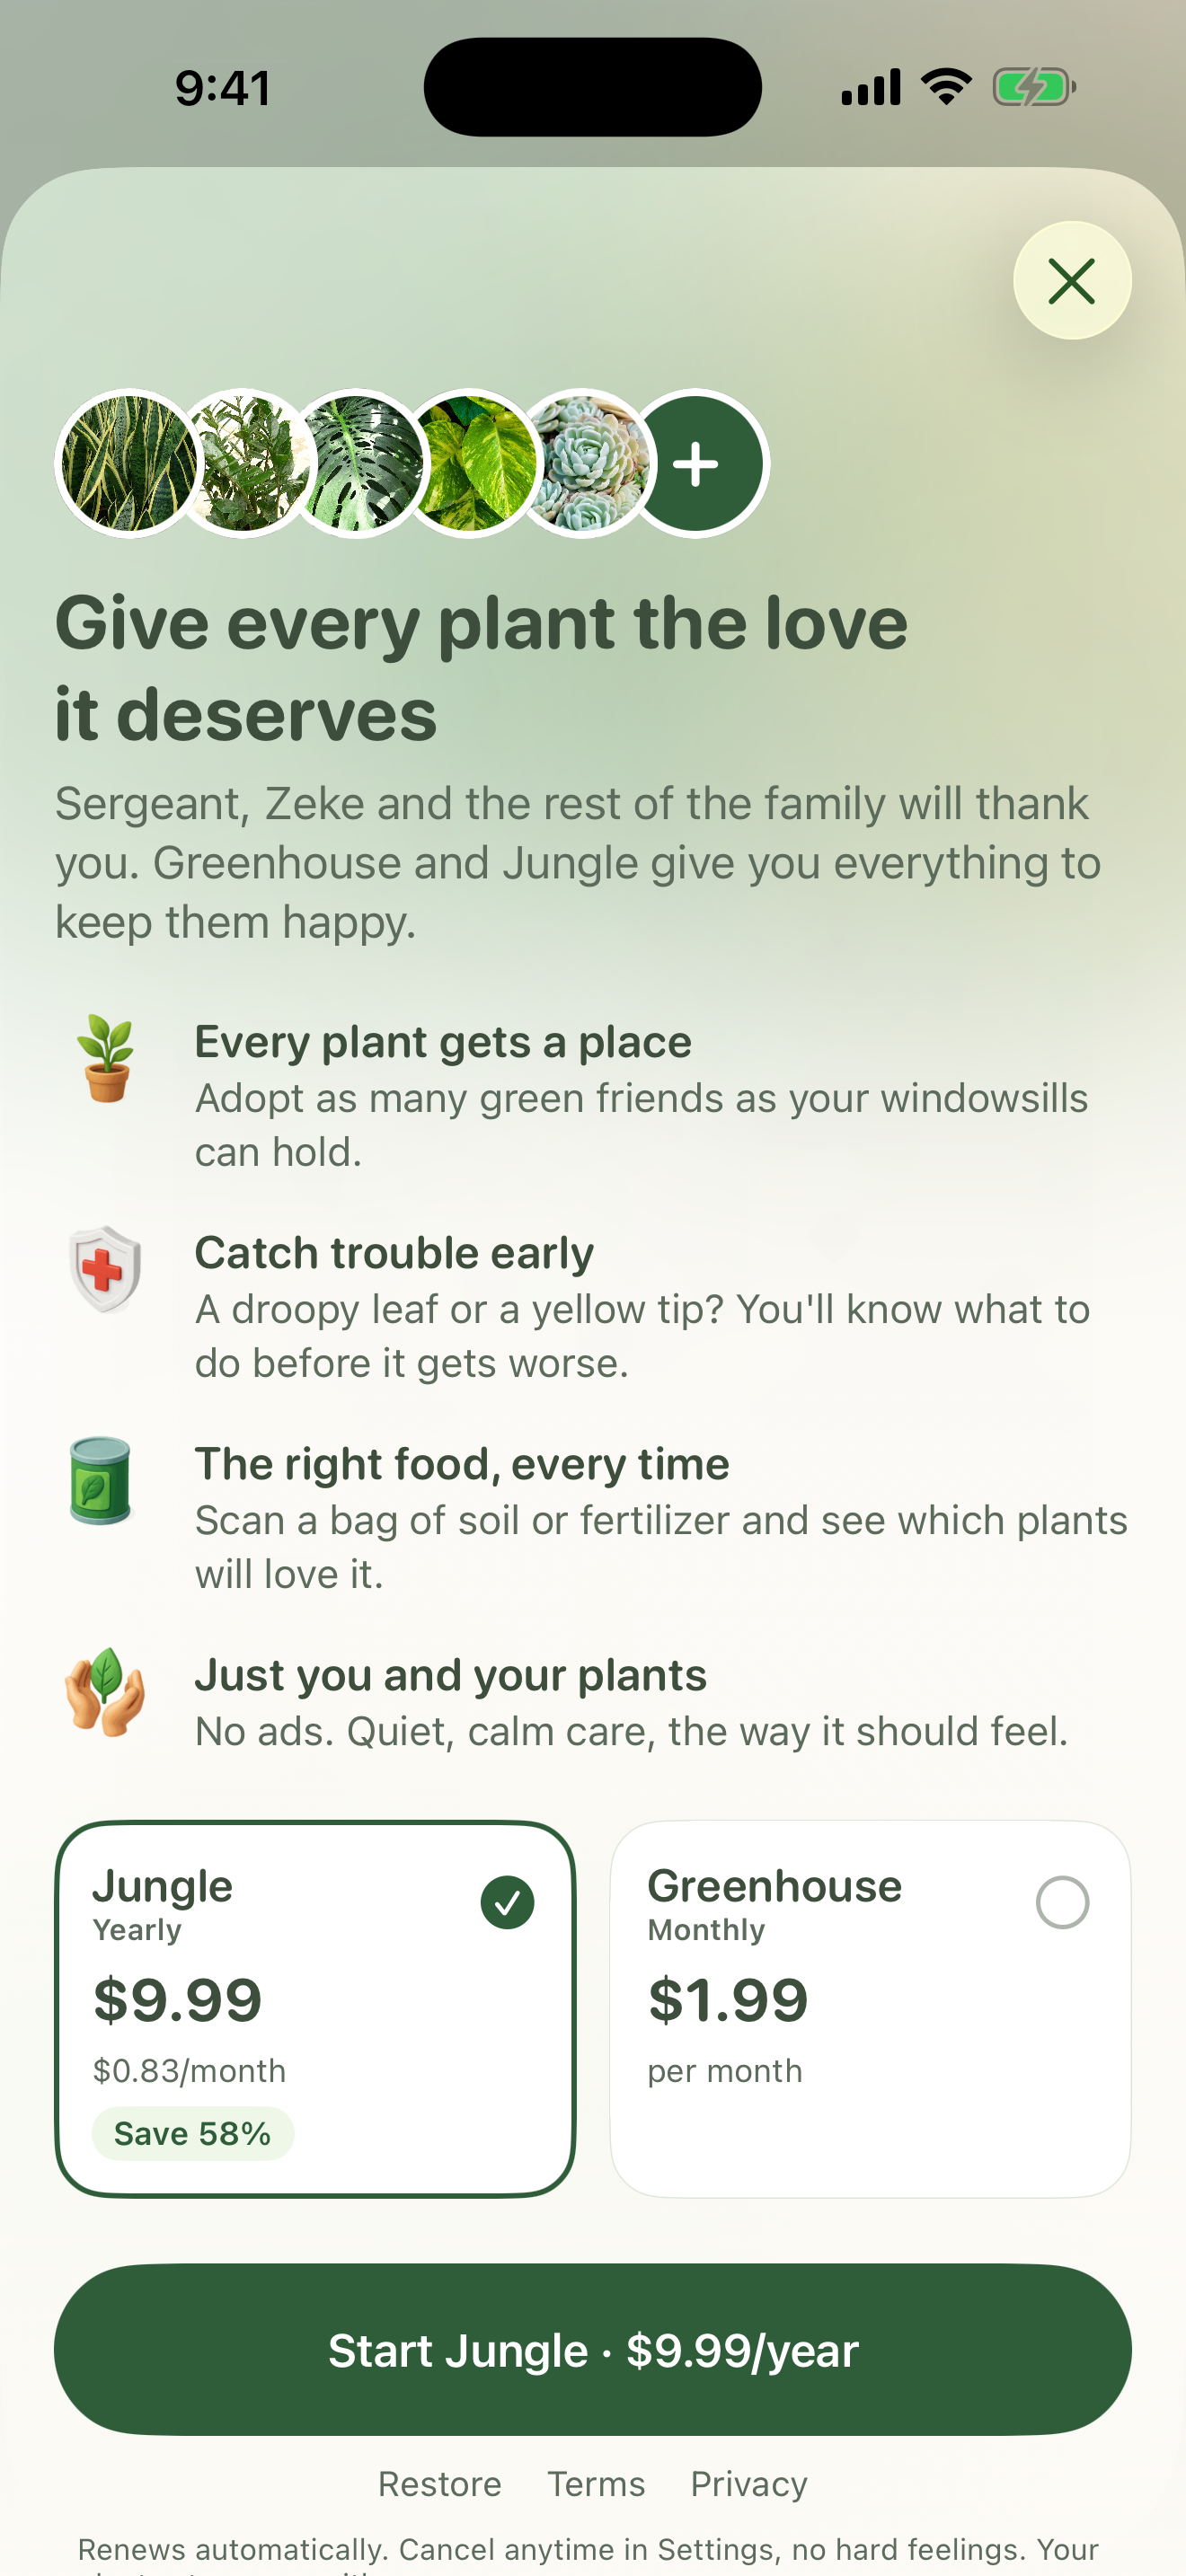 9:41
Give every plant the love
it deserves
Sergeant, Zeke and the rest of the family will thank
you. Greenhouse and Jungle give you everything to
keep them happy.
Every plant gets a place
Adopt as many green friends as your windowsills
can hold.
Catch trouble early
A droopy leaf or a yellow tip? You'll know what to
do before it gets worse.
The right food, every time
Scan a bag of soil or fertilizer and see which plants
will love it.
Just you and your plants
No ads. Quiet, calm care, the way it should feel.
Jungle
Yearly
$9.99
$0.83/month
Save 58%
Greenhouse
Monthly
$1.99
per month
Start Jungle · $9.99/year
Restore Terms Privacy
Renews automatically. Cancel anytime in Settings, no hard feelings. Your